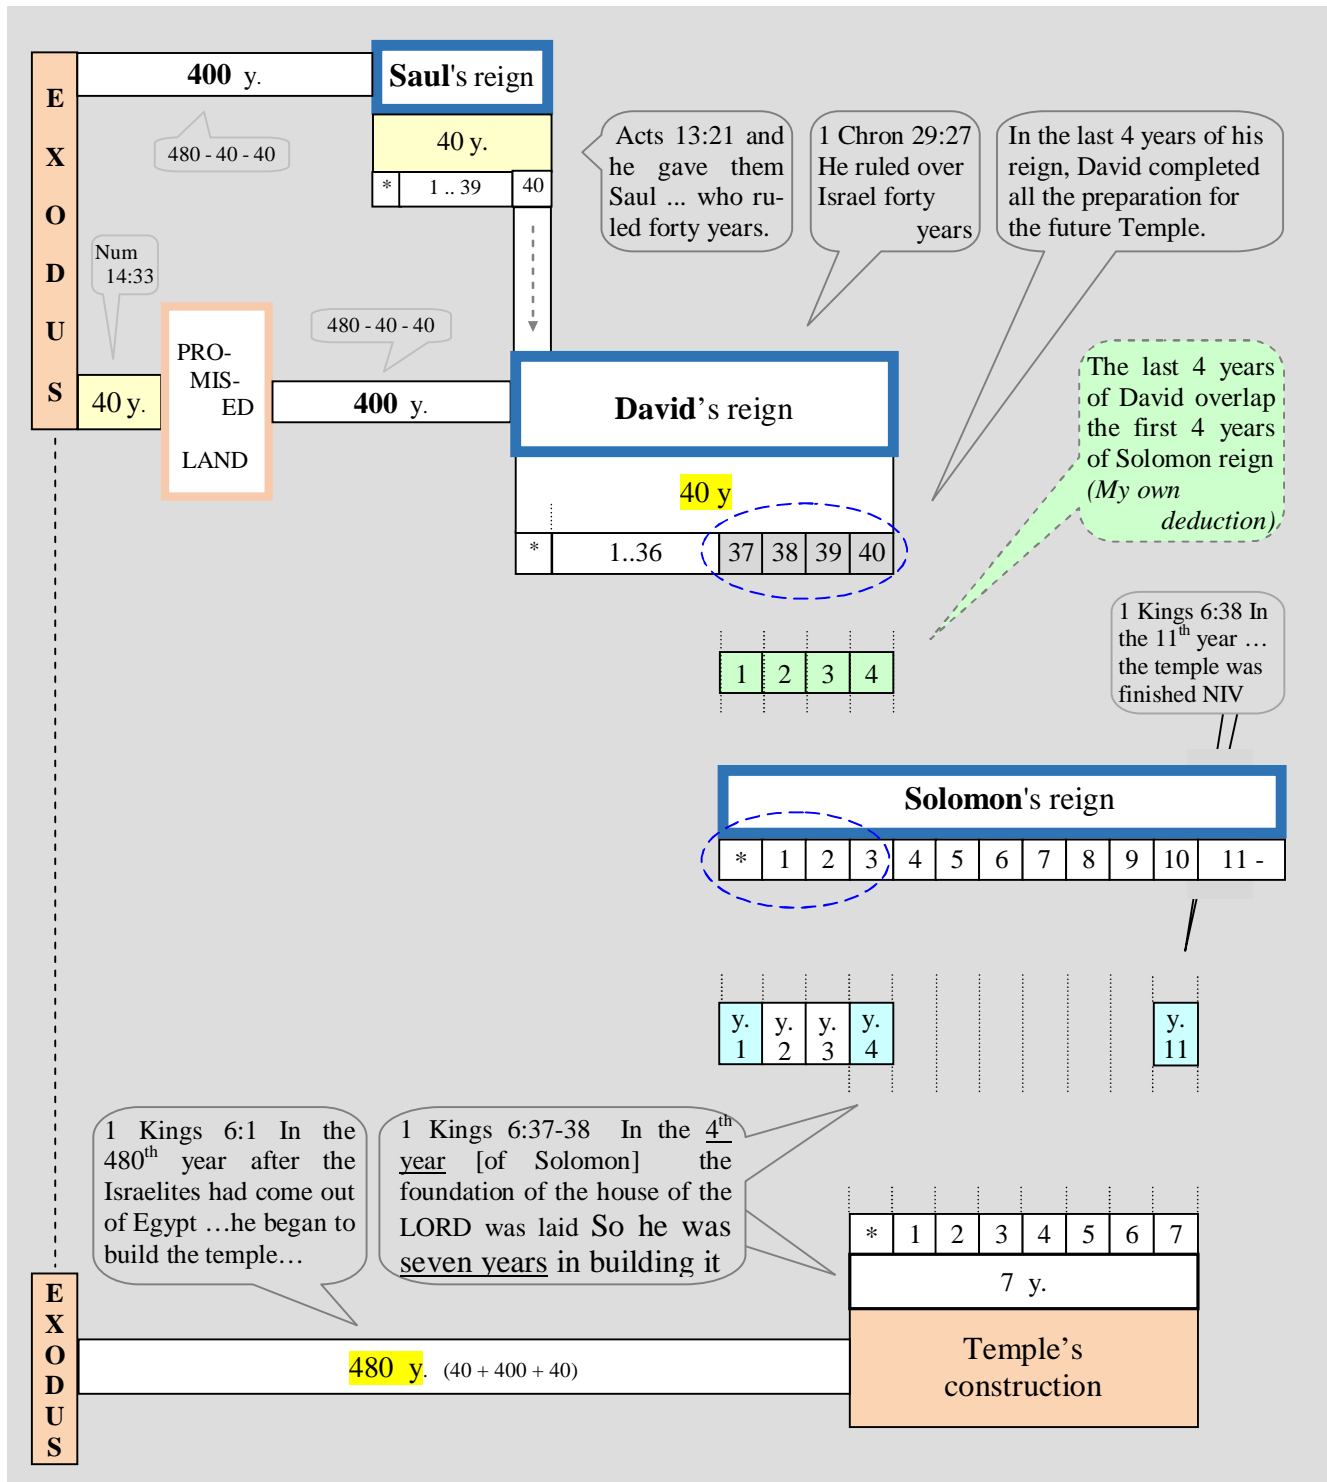 E
X
O
D
U
S
400 y.
Saul's reign
480 - 40 - 40
40 y.
* 1 .. 39 40
Acts 13:21 and
he gave them
Saul ... who ru-
led forty years.
1 Chron 29:27
He ruled over
Israel forty
years
In the last 4 years of his
reign, David completed
all the preparation for
the future Temple.
Num
14:33
480 - 40 - 40
40 y.
PRO-
MIS-
ED
LAND
400 y.
David's reign
40 y
* 1..36 37 38 39 40
The last 4 years
of David overlap
the first 4 years
of Solomon reign
(My own
deduction)
1 2 3 4
1 Kings 6:38 In
the 11th year …
the temple was
finished NIV
Solomon's reign
* 1 2 3 4 5 6 7 8 9 10 11 -
y. y. y. y. y.
1 2 3 4 11
1 Kings 6:1 In the
480th year after the
Israelites had come out
of Egypt …he began to
build the temple…
1 Kings 6:37-38 In the 4th
year [of Solomon] the
foundation of the house of the
LORD was laid So he was
seven years in building it
* 1 2 3 4 5 6 7
7 y.
Temple's
construction
E
X
O
D
U
S
480 y. (40 + 400 + 40)